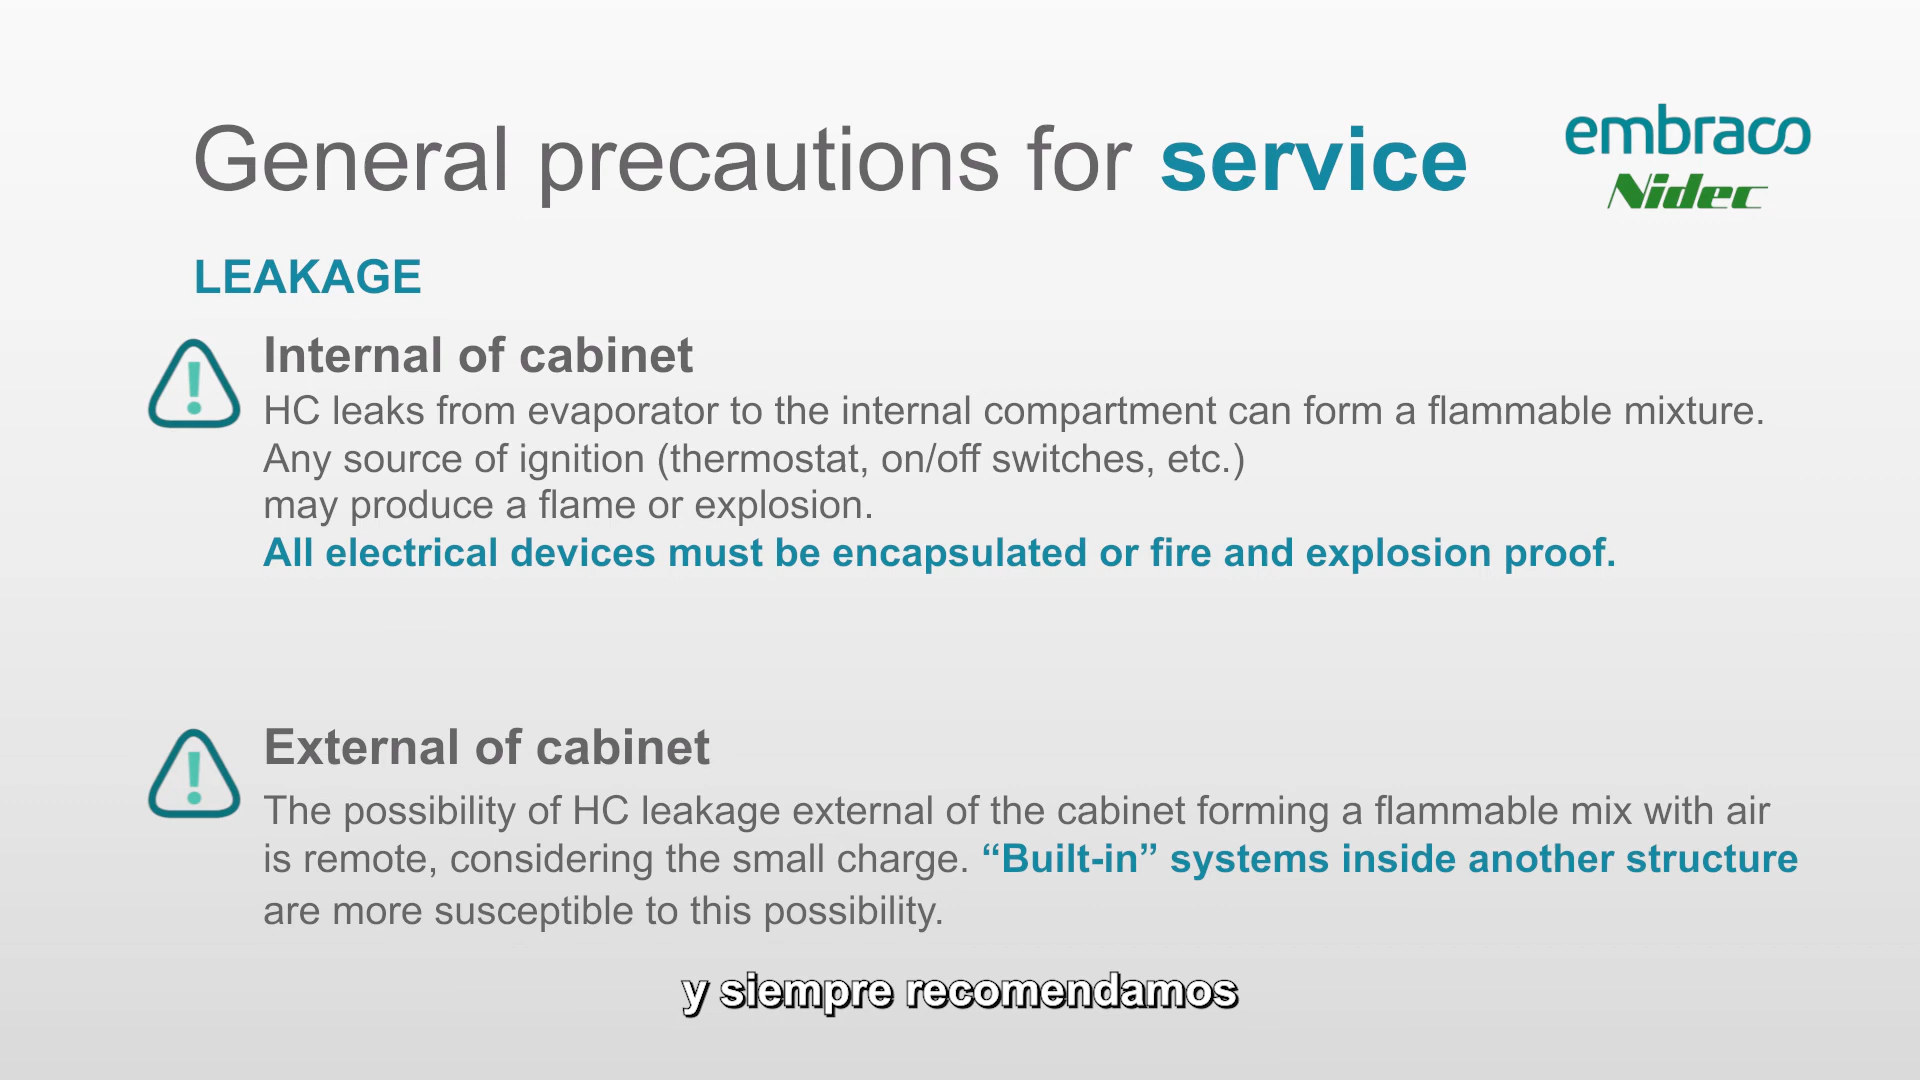 General precautions for service
embraco
Nidec
LEAKAGE
Internal of cabinet
HC leaks from evaporator to the internal compartment can form a flammable mixture.
Any source of ignition (thermostat, on/off switches, etc.)
may produce a flame or explosion.
All electrical devices must be encapsulated or fire and explosion proof.
External of cabinet
The possibility of HC leakage external of the cabinet forming a flammable mix with air
is remote, considering the small charge. “Built-in” systems inside another structure
are more susceptible to this possibility.
y siempre recomendamos